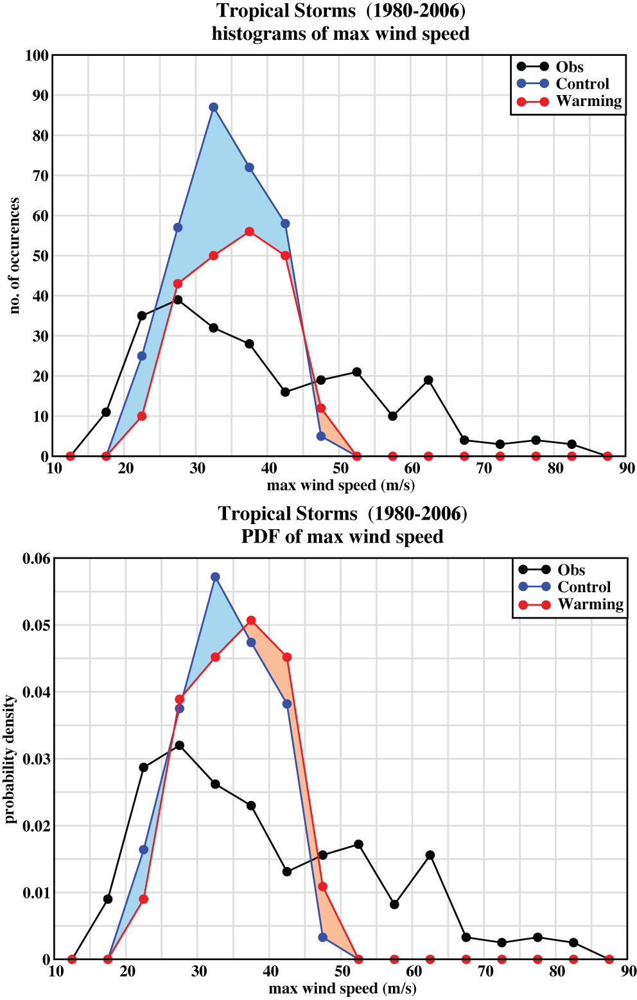 Tropical Storms (1980-2006)
histograms of max wind speed
100
90
80
70
60
50
40
30
20
10
0
no. of occurences
Obs
Control
Warming
10 20 30 40 50 60 70 80 90
max wind speed (m/s)
Tropical Storms (1980-2006)
PDF of max wind speed
0.06
0.05
0.04
0.03
0.02
0.01
0
probability density
Obs
Control
Warming
10 20 30 40 50 60 70 80 90
max wind speed (m/s)